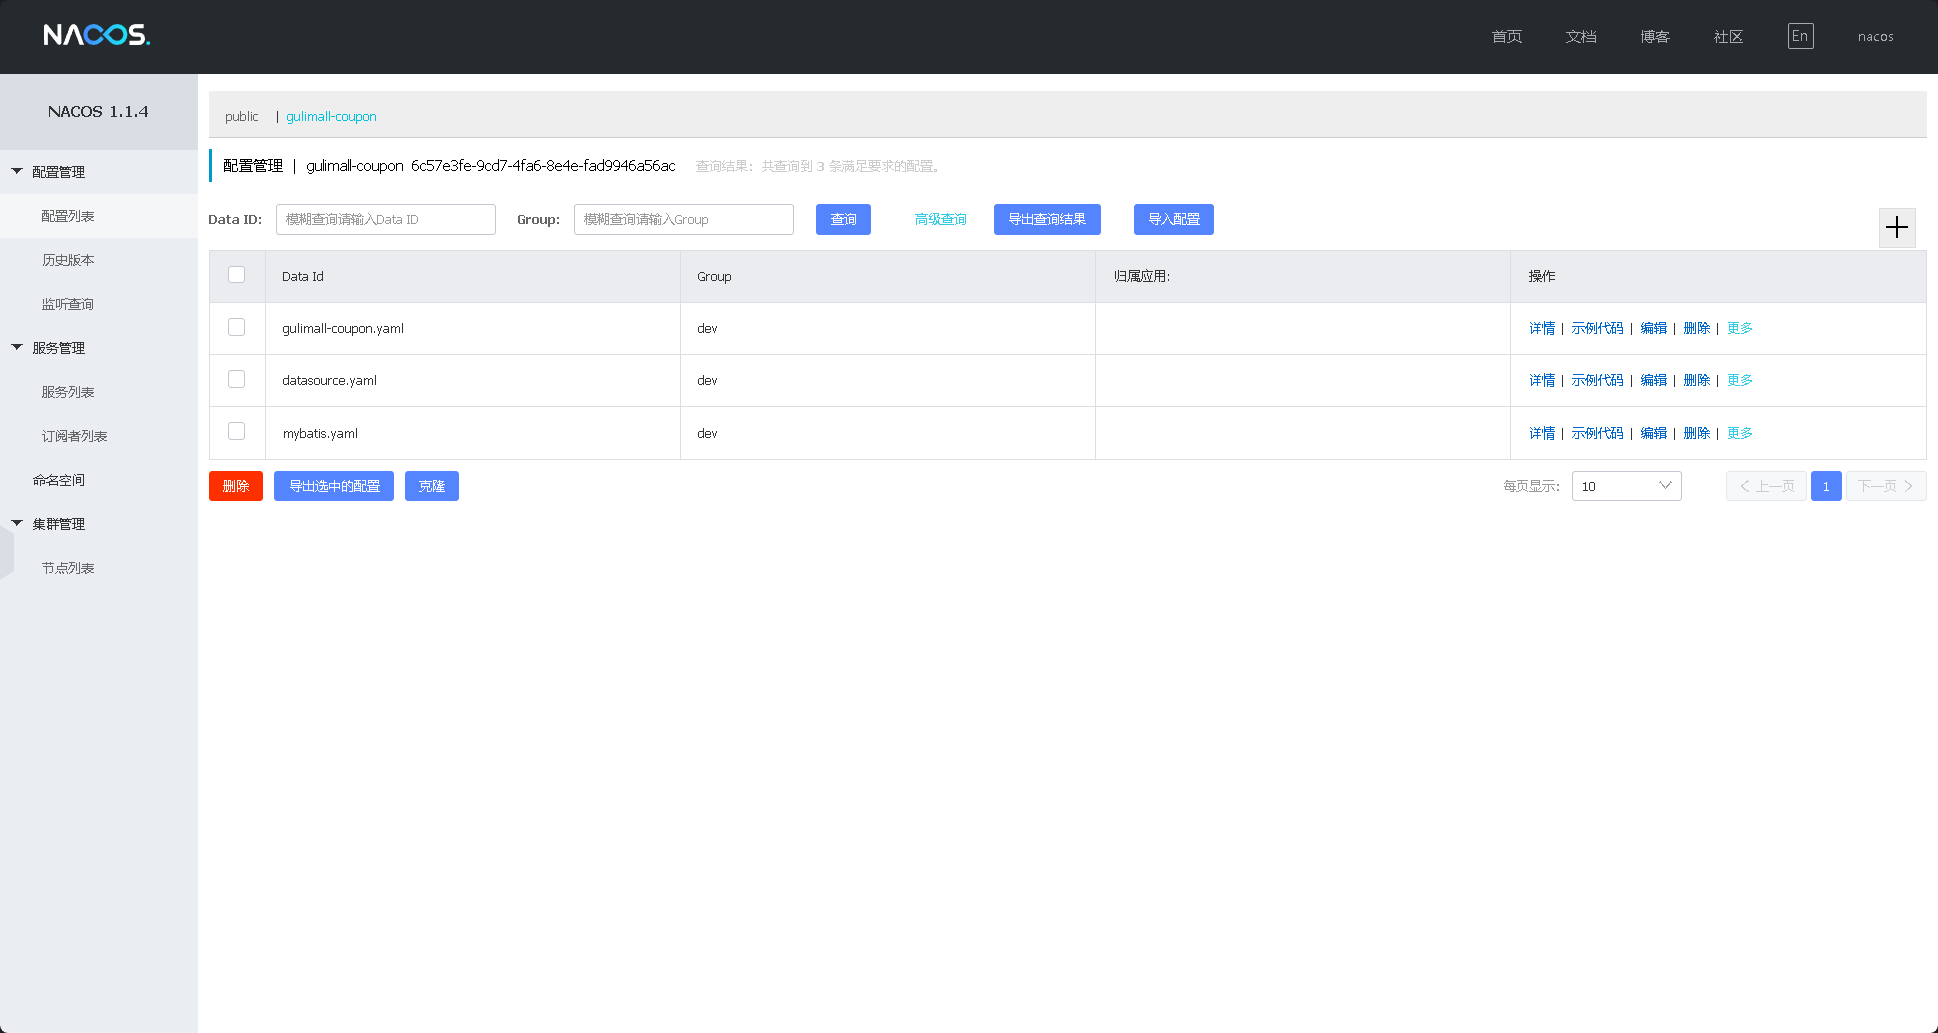 NACOS.
首页 文档 博客 社区 En nacos
NACOS 1.1.4
配置管理
配置列表
历史版本
监听查询
服务管理
服务列表
订阅者列表
命名空间
集群管理
节点列表
public | gulimall-coupon
配置管理 | gulimall-coupon 6c57e3fe-9cd7-4fa6-8e4e-fad9946a56ac 查询结果：共查询到 3 条满足要求的配置。
Data ID: 模糊查询请输入Data ID Group: 模糊查询请输入Group 查询 高级查询 导出查询结果 导入配置
Data Id Group 归属应用: 操作
gulimall-coupon.yaml dev 详情 | 示例代码 | 编辑 | 删除 | 更多
datasource.yaml dev 详情 | 示例代码 | 编辑 | 删除 | 更多
mybatis.yaml dev 详情 | 示例代码 | 编辑 | 删除 | 更多
删除 导出选中的配置 克隆 每页显示: 10 上一页 1 下一页